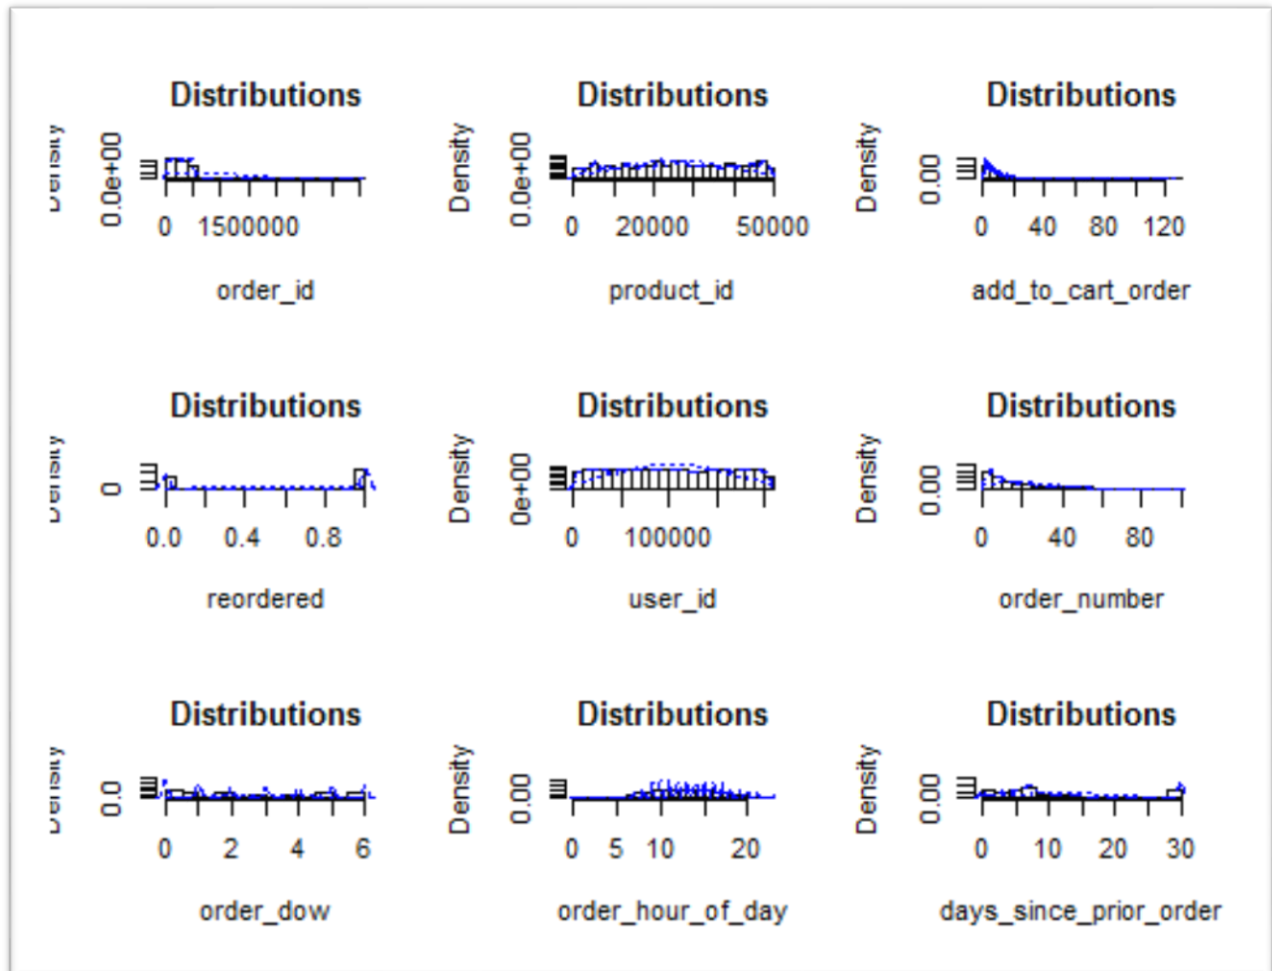 Distributions Distributions Distributions
Density 0.0e+00 Density 0.0e+00 Density 0.00
0 1500000 0 20000 50000 0 40 80 120
order_id product_id add_to_cart_order
Distributions Distributions Distributions
Density 0 Density 0e+00 Density 0.00
0.0 0.4 0.8 0 100000 0 40 80
reordered user_id order_number
Distributions Distributions Distributions
Density 0.0 Density 0.00 Density 0.00
0 2 4 6 0 5 10 20 0 10 20 30
order_dow order_hour_of_day days_since_prior_order